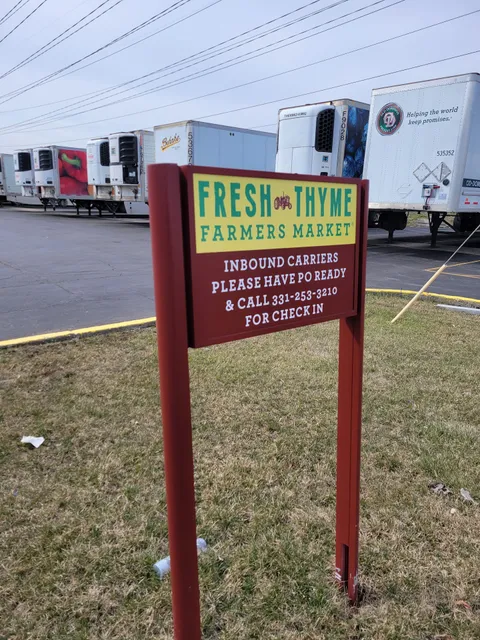 FRESH THYME
FARMERS MARKET
INBOUND CARRIERS
PLEASE HAVE PO READY
& CALL 331-253-3210
FOR CHECK IN
Helping the world
keep promises.
535252